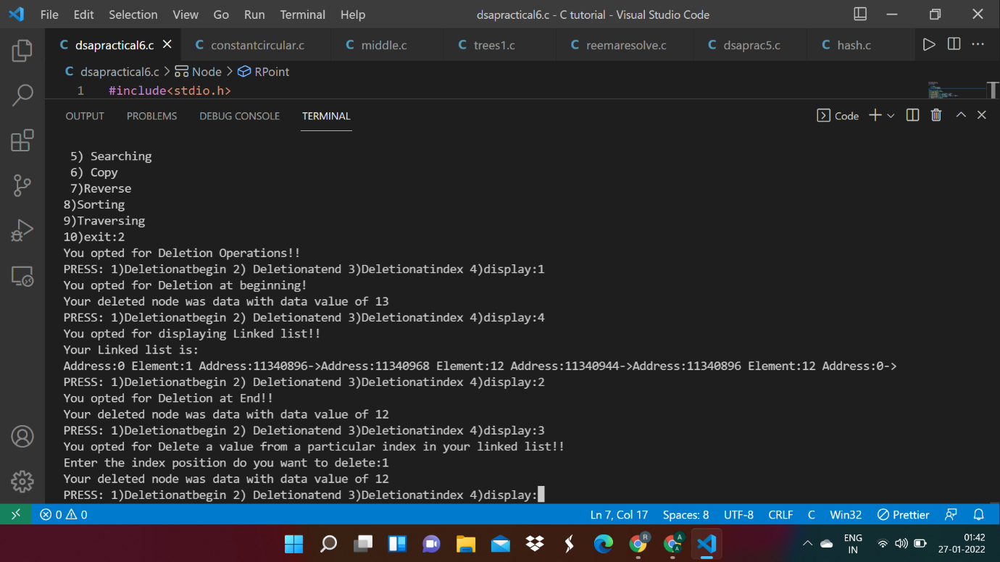 File Edit Selection View Go Run Terminal Help dsapractical6.c - C tutorial - Visual Studio Code
C dsapractical6.c C constantcircular.c C middle.c C trees1.c C reemaresolve.c C dsaprac5.c C hash.c
C dsapractical6.c > Node > RPoint
1 #include<stdio.h>
OUTPUT PROBLEMS DEBUG CONSOLE TERMINAL Code
5) Searching
6) Copy
7)Reverse
8)Sorting
9)Traversing
10)exit:2
You opted for Deletion Operations!!
PRESS: 1)Deletionatbegin 2) Deletionatend 3)Deletionatindex 4)display:1
You opted for Deletion at beginning!
Your deleted node was data with data value of 13
PRESS: 1)Deletionatbegin 2) Deletionatend 3)Deletionatindex 4)display:4
You opted for displaying Linked list!!
Your Linked list is:
Address:0 Element:1 Address:11340896->Address:11340968 Element:12 Address:11340944->Address:11340896 Element:12 Address:0->
PRESS: 1)Deletionatbegin 2) Deletionatend 3)Deletionatindex 4)display:2
You opted for Deletion at End!!
Your deleted node was data with data value of 12
PRESS: 1)Deletionatbegin 2) Deletionatend 3)Deletionatindex 4)display:3
You opted for Delete a value from a particular index in your linked list!!
Enter the index position do you want to delete:1
Your deleted node was data with data value of 12
PRESS: 1)Deletionatbegin 2) Deletionatend 3)Deletionatindex 4)display:
0 0 Ln 7, Col 17 Spaces: 8 UTF-8 CRLF C Win32 Prettier
ENG 01:42
IN 27-01-2022